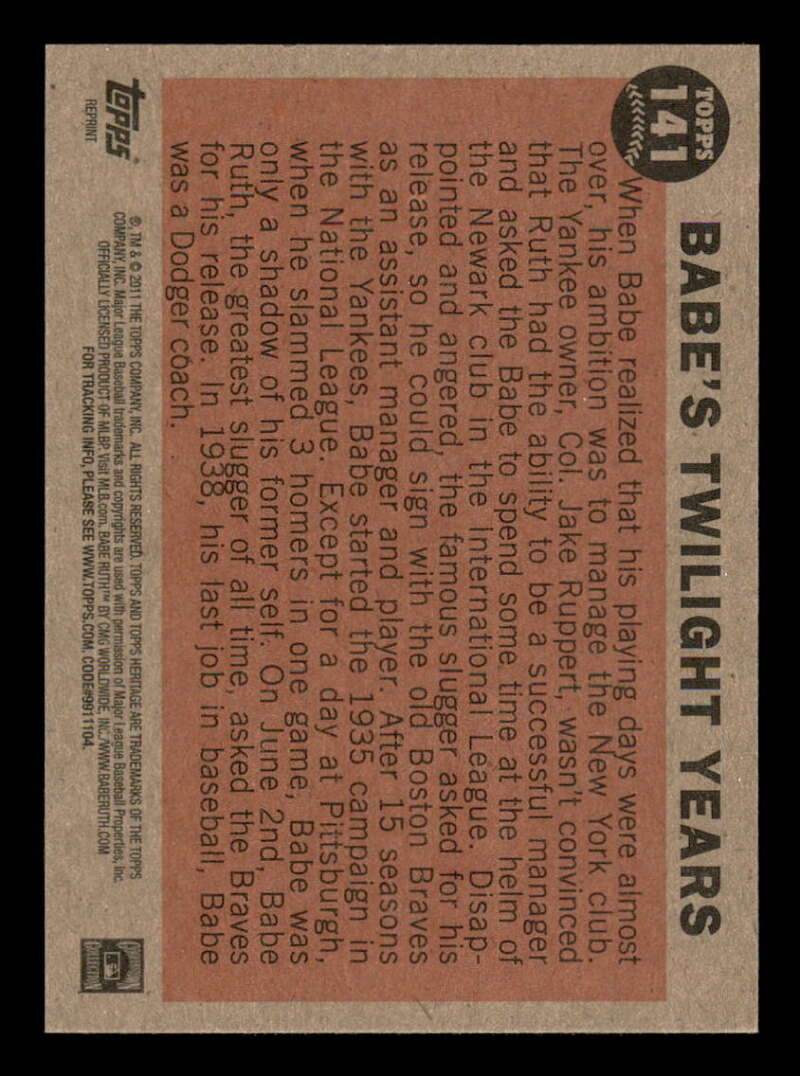 TOPPS
141
BABE'S TWILIGHT YEARS
When Babe realized that his playing days were almost
over, his ambition was to manage the New York club.
The Yankee owner, Col. Jake Ruppert, wasn't convinced
that Ruth had the ability to be a successful manager
and asked the Babe to spend some time at the helm of
the Newark club in the International League. Disap-
pointed and angered, the famous slugger asked for his
release, so he could sign with the old Boston Braves
as an assistant manager and player. After 15 seasons
with the Yankees, Babe started the 1935 campaign in
the National League. Except for a day at Pittsburgh,
when he slammed 3 homers in one game, Babe was
only a shadow of his former self. On June 2nd, Babe
Ruth, the greatest slugger of all time, asked the Braves
for his release. In 1938, his last job in baseball, Babe
was a Dodger coach.
Topps
REPRINT
®, TM & © 2011 THE TOPPS COMPANY, INC. ALL RIGHTS RESERVED. TOPPS AND TOPPS HERITAGE ARE TRADEMARKS OF THE TOPPS
COMPANY, INC. Major League Baseball trademarks and copyrights are used with permission of Major League Baseball Properties, Inc.
OFFICIALLY LICENSED PRODUCT OF MLBP. Visit MLB.com. BABE RUTH™ BY CMG WORLDWIDE, INC./WWW.BABERUTH.COM
FOR TRACKING INFO, PLEASE SEE WWW.TOPPS.COM. CODE#9911104.
COOPERSTOWN
COLLECTION